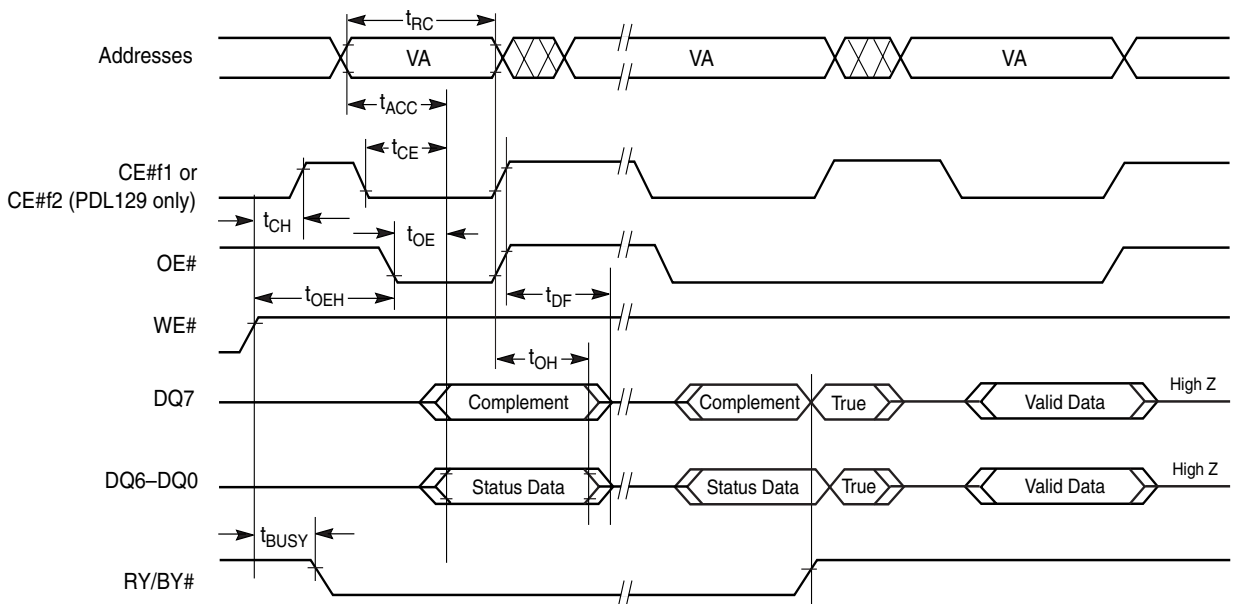 tRC
Addresses VA VA VA
tACC
tCE
CE#f1 or
CE#f2 (PDL129 only)
tCH
tOE
OE#
tOEH tDF
WE#
tOH
DQ7 Complement Complement True Valid Data High Z
DQ6–DQ0 Status Data Status Data True Valid Data High Z
tBUSY
RY/BY#